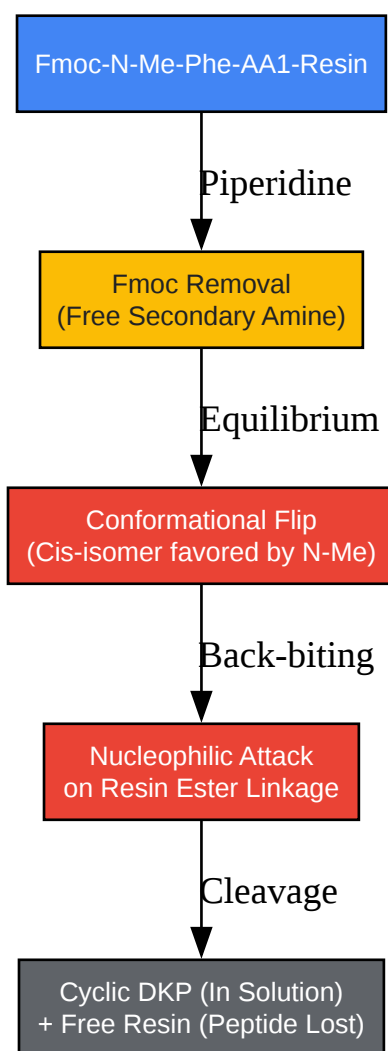 Fmoc-N-Me-Phe-AA1-Resin
Piperidine
Fmoc Removal
(Free Secondary Amine)
Equilibrium
Conformational Flip
(Cis-isomer favored by N-Me)
Back-biting
Nucleophilic Attack
on Resin Ester Linkage
Cleavage
Cyclic DKP (In Solution)
+ Free Resin (Peptide Lost)